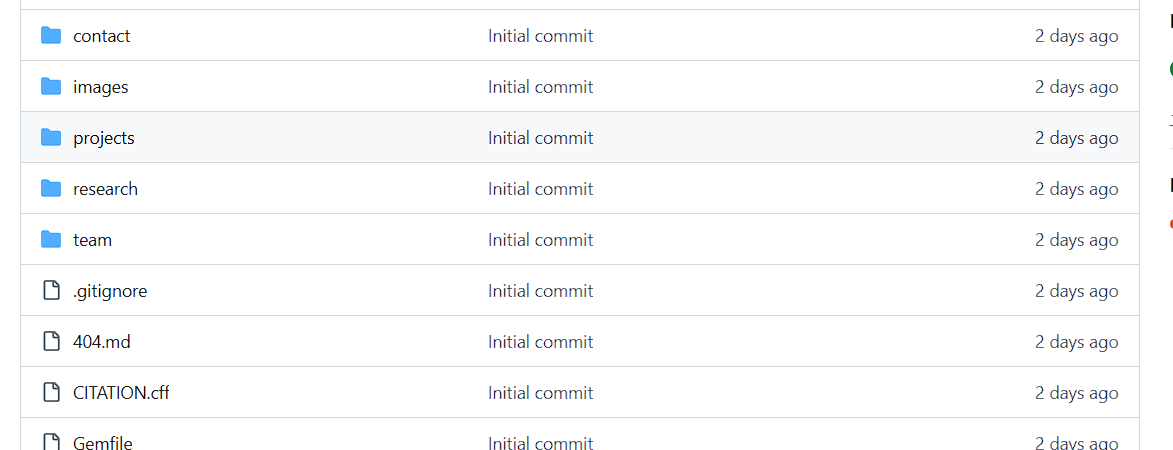 contact Initial commit 2 days ago
images Initial commit 2 days ago
projects Initial commit 2 days ago
research Initial commit 2 days ago
team Initial commit 2 days ago
.gitignore Initial commit 2 days ago
404.md Initial commit 2 days ago
CITATION.cff Initial commit 2 days ago
Gemfile Initial commit 2 days ago